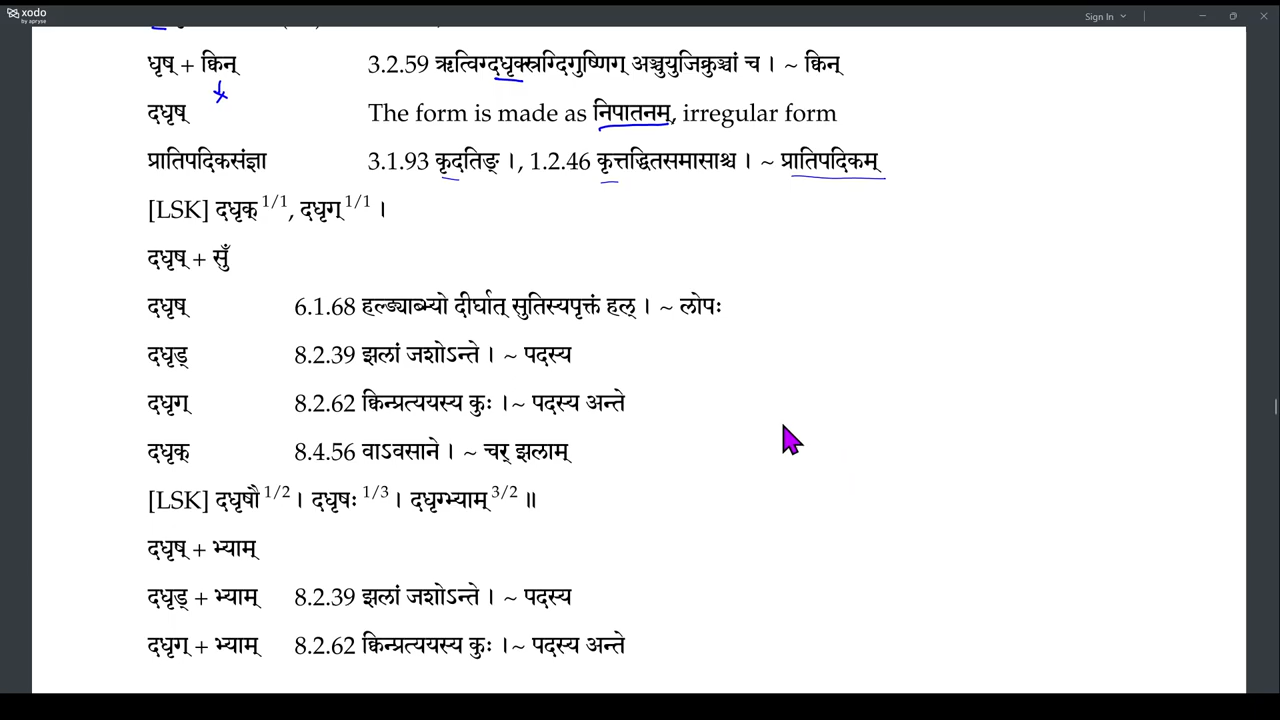 xodo
by apryse
Sign In
धृष् + क्विन् 3.2.59 ऋत्विग्दधृक्स्रग्दिगुष्णिग् अञ्चुयुजिक्रुञ्चां च । ~ क्विन्
दधृष् The form is made as निपातनम्, irregular form
प्रातिपदिकसंज्ञा 3.1.93 कृदतिङ् ।, 1.2.46 कृत्तद्धितसमासाश्च । ~ प्रातिपदिकम्
[LSK] दधृक् 1/1, दधृग् 1/1 ।
दधृष् + सुँ
दधृष् 6.1.68 हल्ङ्याब्भ्यो दीर्घात् सुतिस्यपृक्तं हल् । ~ लोपः
दधृड् 8.2.39 झलां जशोऽन्ते । ~ पदस्य
दधृग् 8.2.62 क्विन्प्रत्ययस्य कुः ।~ पदस्य अन्ते
दधृक् 8.4.56 वाऽवसाने । ~ चर् झलाम्
[LSK] दधृषौ 1/2 । दधृषः 1/3 । दधृग्भ्याम् 3/2 ॥
दधृष् + भ्याम्
दधृड् + भ्याम् 8.2.39 झलां जशोऽन्ते । ~ पदस्य
दधृग् + भ्याम् 8.2.62 क्विन्प्रत्ययस्य कुः ।~ पदस्य अन्ते